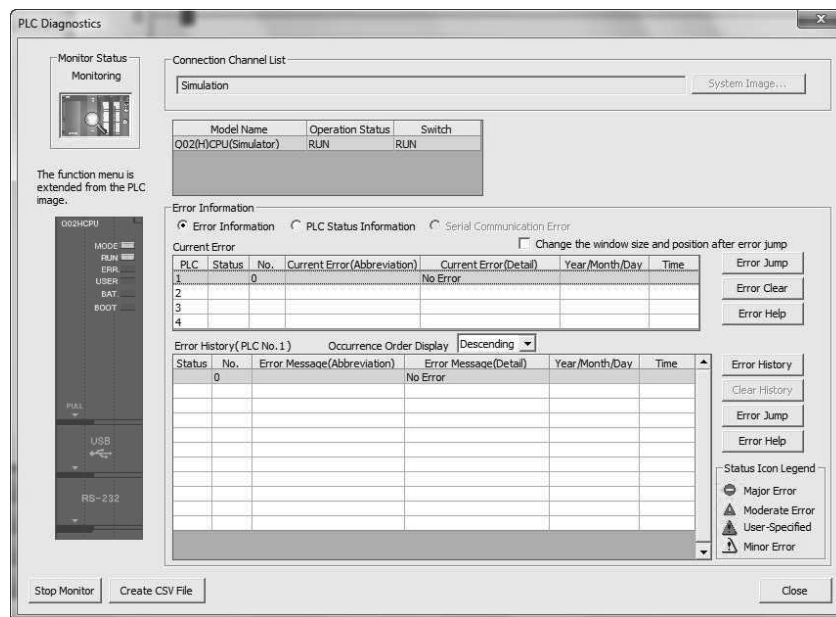 PLC Diagnostics
Monitor Status
Monitoring
Connection Channel List
Simulation
System Image...
Model Name Operation Status Switch
Q02(H)CPU(Simulator) RUN RUN
The function menu is
extended from the PLC
image.
Q02HCPU
MODE
RUN
ERR.
USER
BAT
BOOT
PULL
USB
RS-232
Error Information
Error Information PLC Status Information Serial Communication Error
Current Error
Change the window size and position after error jump
PLC Status No. Current Error(Abbreviation) Current Error(Detail) Year/Month/Day Time
1 0 No Error
2
3
4
Error Jump
Error Clear
Error Help
Error History(PLC No.1) Occurrence Order Display Descending
Status No. Error Message(Abbreviation) Error Message(Detail) Year/Month/Day Time
0 No Error
Error History
Clear History
Error Jump
Error Help
Status Icon Legend
Major Error
Moderate Error
User-Specified
Minor Error
Stop Monitor
Create CSV File
Close